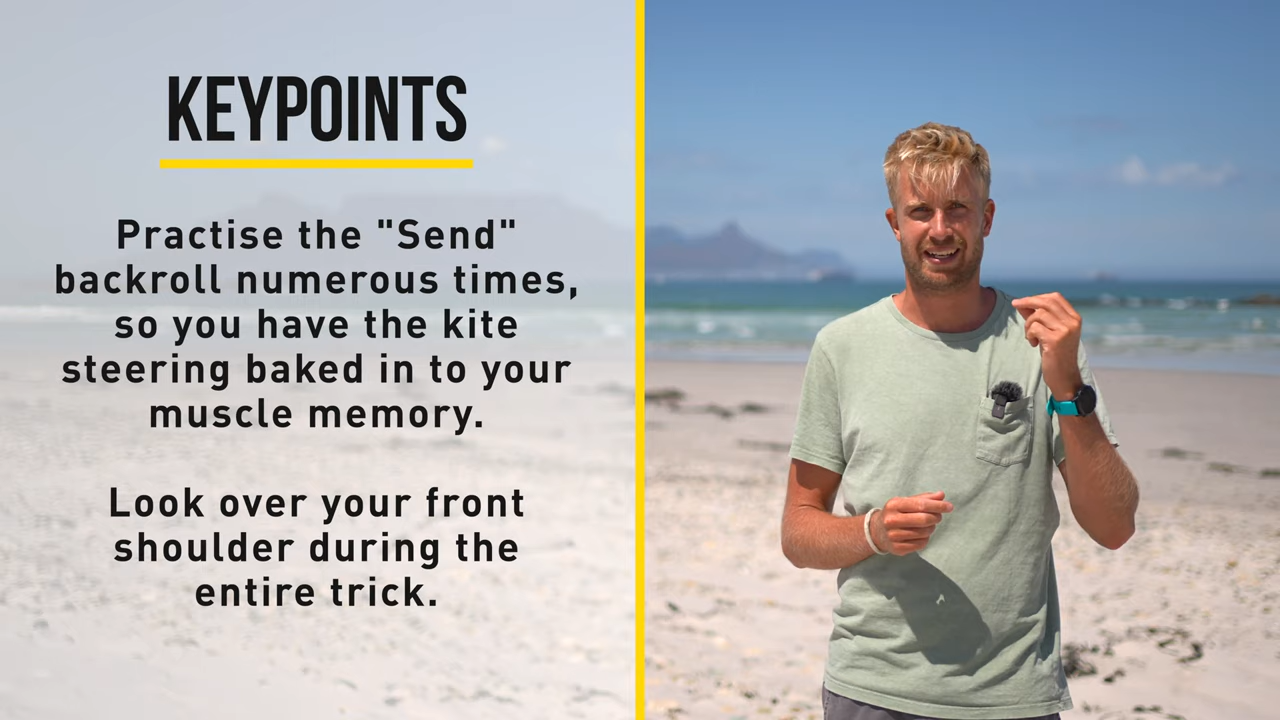 KEYPOINTS
Practise the "Send"
backroll numerous times,
so you have the kite
steering baked in to your
muscle memory.
Look over your front
shoulder during the
entire trick.